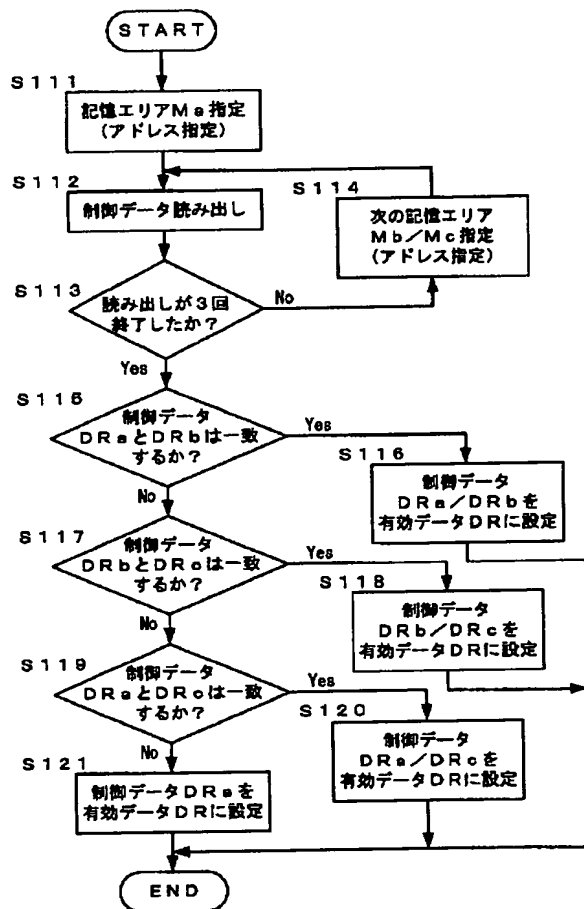 START
S111
記憶エリアMa指定
(アドレス指定)
S112
制御データ読み出し
S114
次の記憶エリア
Mb/Mc指定
(アドレス指定)
S113
読み出しが3回
終了したか?
No
Yes
S115
制御データ
DRaとDRbは一致
するか?
Yes
S116
制御データ
DRa/DRbを
有効データDRに設定
No
S117
制御データ
DRbとDRcは一致
するか?
Yes
S118
制御データ
DRb/DRcを
有効データDRに設定
No
S119
制御データ
DRaとDRcは一致
するか?
Yes
S120
制御データ
DRa/DRcを
有効データDRに設定
No
S121
制御データDRaを
有効データDRに設定
END